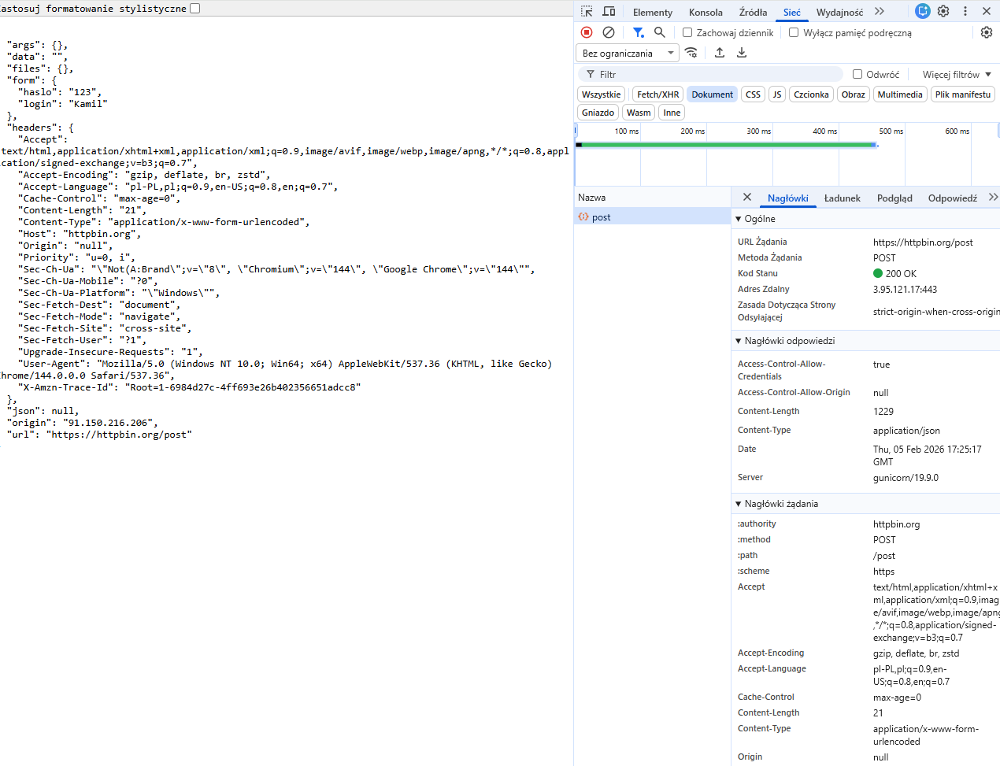 astosuj formatowanie stylistyczne
"args": {},
"data": "",
"files": {},
"form": {
"haslo": "123",
"login": "Kamil"
},
"headers": {
"Accept":
text/html,application/xhtml+xml,application/xml;q=0.9,image/avif,image/webp,image/apng,*/*;q=0.8,appl
ication/signed-exchange;v=b3;q=0.7",
"Accept-Encoding": "gzip, deflate, br, zstd",
"Accept-Language": "pl-PL,pl;q=0.9,en-US;q=0.8,en;q=0.7",
"Cache-Control": "max-age=0",
"Content-Length": "21",
"Content-Type": "application/x-www-form-urlencoded",
"Host": "httpbin.org",
"Origin": "null",
"Priority": "u=0, i",
"Sec-Ch-Ua": "\"Not(A:Brand\";v=\"8\", \"Chromium\";v=\"144\", \"Google Chrome\";v=\"144\"",
"Sec-Ch-Ua-Mobile": "?0",
"Sec-Ch-Ua-Platform": "\"Windows\"",
"Sec-Fetch-Dest": "document",
"Sec-Fetch-Mode": "navigate",
"Sec-Fetch-Site": "cross-site",
"Sec-Fetch-User": "?1",
"Upgrade-Insecure-Requests": "1",
"User-Agent": "Mozilla/5.0 (Windows NT 10.0; Win64; x64) AppleWebKit/537.36 (KHTML, like Gecko)
hrome/144.0.0.0 Safari/537.36",
"X-Amzn-Trace-Id": "Root=1-6984d27c-4ff693e26b402356651adcc8"
},
"json": null,
"origin": "91.150.216.206",
"url": "https://httpbin.org/post"
Elementy Konsola Źródła Sieć Wydajność
Zachowaj dziennik Wyłącz pamięć podręczną
Bez ograniczania
Filtr Odwróć Więcej filtrów
Wszystkie Fetch/XHR Dokument CSS JS Czcionka Obraz Multimedia Plik manifestu
Gniazdo Wasm Inne
100 ms 200 ms 300 ms 400 ms 500 ms 600 ms
Nazwa
post
Nagłówki Ładunek Podgląd Odpowiedź
Ogólne
URL Żądania https://httpbin.org/post
Metoda Żądania POST
Kod Stanu 200 OK
Adres Zdalny 3.95.121.17:443
Zasada Dotycząca Strony
Odsyłającej strict-origin-when-cross-origin
Nagłówki odpowiedzi
Access-Control-Allow- true
Credentials
Access-Control-Allow-Origin null
Content-Length 1229
Content-Type application/json
Date Thu, 05 Feb 2026 17:25:17
GMT
Server gunicorn/19.9.0
Nagłówki żądania
:authority httpbin.org
:method POST
:path /post
:scheme https
Accept text/html,application/xhtml+x
ml,application/xml;q=0.9,imag
e/avif,image/webp,image/apng
,*/*;q=0.8,application/signed-
exchange;v=b3;q=0.7
Accept-Encoding gzip, deflate, br, zstd
Accept-Language pl-PL,pl;q=0.9,en-
US;q=0.8,en;q=0.7
Cache-Control max-age=0
Content-Length 21
Content-Type application/x-www-form-
urlencoded
Origin null